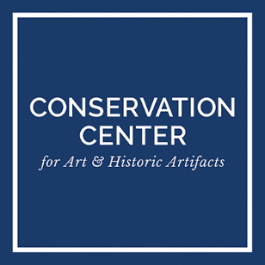 CONSERVATION
CENTER
for Art & Historic Artifacts